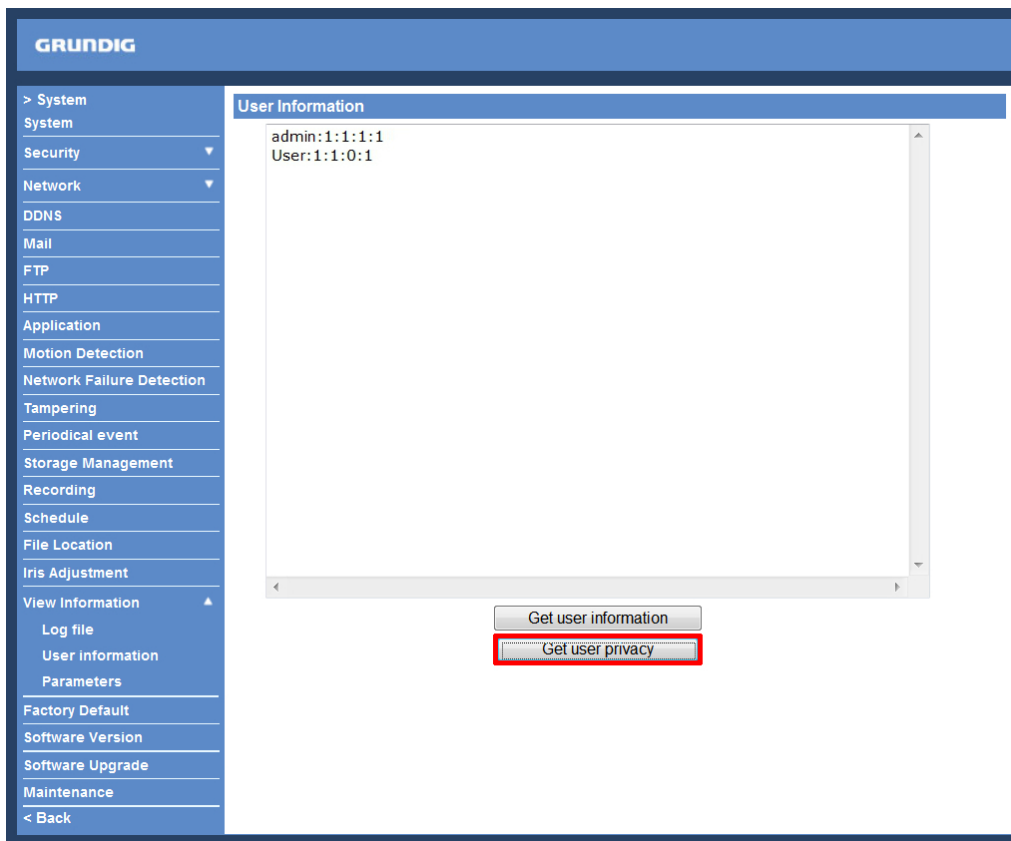 GRUNDIG
> System
System
Security
Network
DDNS
Mail
FTP
HTTP
Application
Motion Detection
Network Failure Detection
Tampering
Periodical event
Storage Management
Recording
Schedule
File Location
Iris Adjustment
View Information
Log file
User information
Parameters
Factory Default
Software Version
Software Upgrade
Maintenance
< Back
User Information
admin:1:1:1:1
User:1:1:0:1
Get user information
Get user privacy